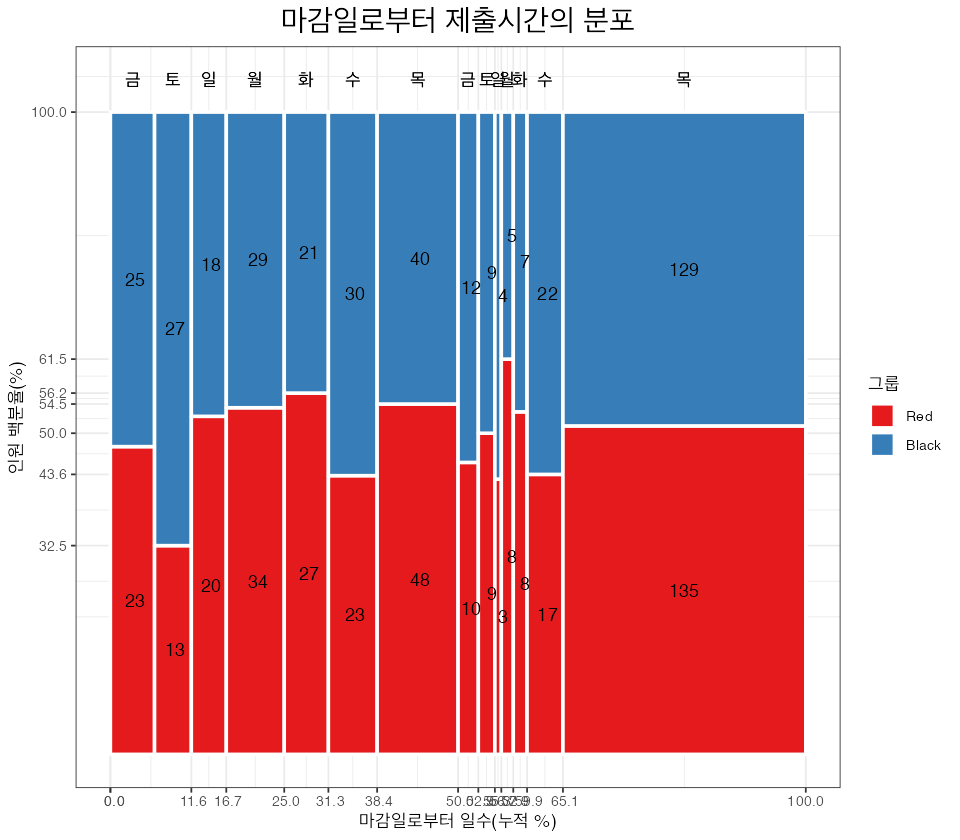 마감일로부터 제출시간의 분포
금 토 일 월 화 수 목 금 토 일 월 화 수 목
100.0
61.5
56.2
54.5
50.0
43.6
32.5
인원 백분율(%)
25 27 18 29 21 30 40 12 9 4 5 7 22 129
23 13 20 34 27 23 48 10 9 3 8 8 17 135
그룹
Red
Black
0.0 11.6 16.7 25.0 31.3 38.4 65.1 100.0
마감일로부터 일수(누적 %)